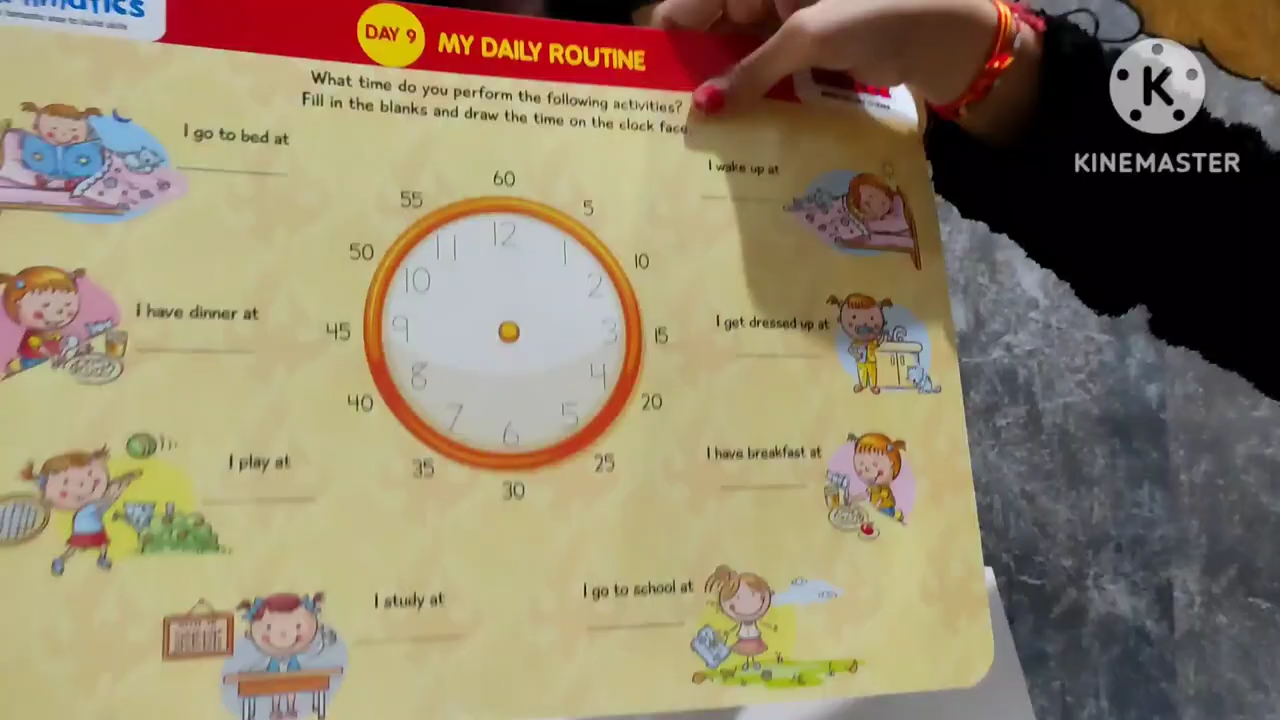 DAY 9
MY DAILY ROUTINE
What time do you perform the following activities?
Fill in the blanks and draw the time on the clock face
I go to bed at
I wake up at
I have dinner at
I get dressed up at
I play at
I have breakfast at
I study at
I go to school at
60
5
10
15
20
25
30
35
40
45
50
55
12
1
2
3
4
5
6
7
8
9
10
11
K
KINEMASTER